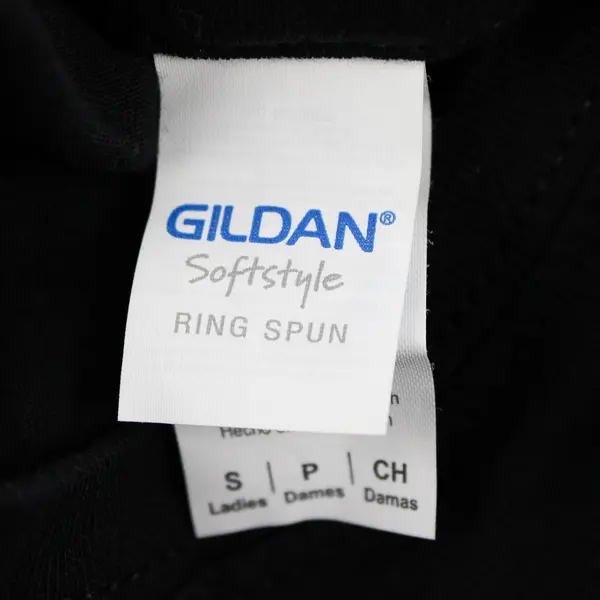 GILDAN®
Softstyle
RING SPUN
S | P | CH
Ladies Dames Damas